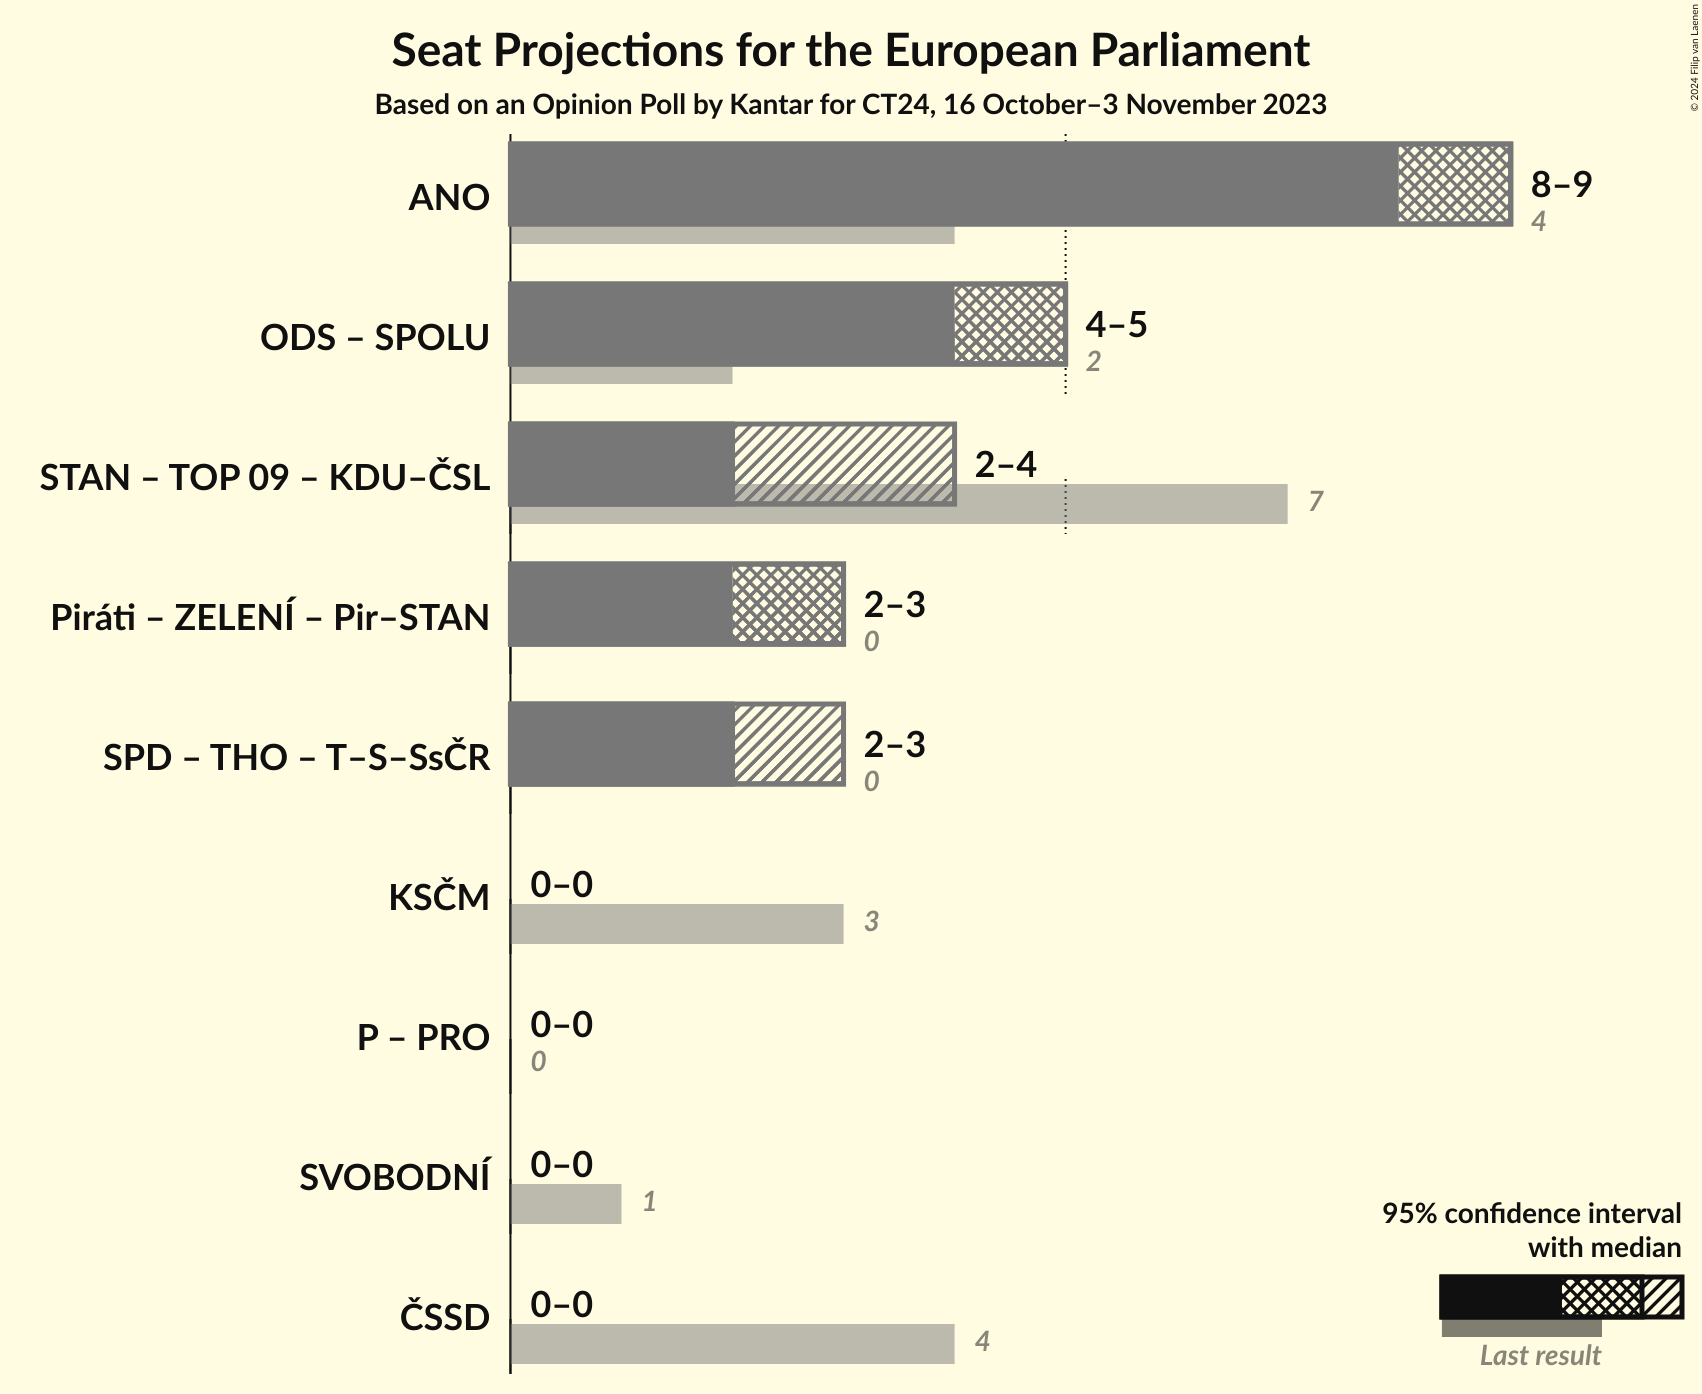 Seat Projections for the European Parliament
Based on an Opinion Poll by Kantar for CT24, 16 October–3 November 2023
© 2024 Filip van Laenen
ANO
8–9
4
ODS – SPOLU
4–5
2
STAN – TOP 09 – KDU–ČSL
2–4
7
Piráti – ZELENÍ – Pir–STAN
2–3
0
SPD – THO – T–S–SsČR
2–3
0
KSČM
0–0
3
P – PRO
0–0
0
SVOBODNÍ
0–0
1
ČSSD
0–0
4
95% confidence interval
with median
Last result